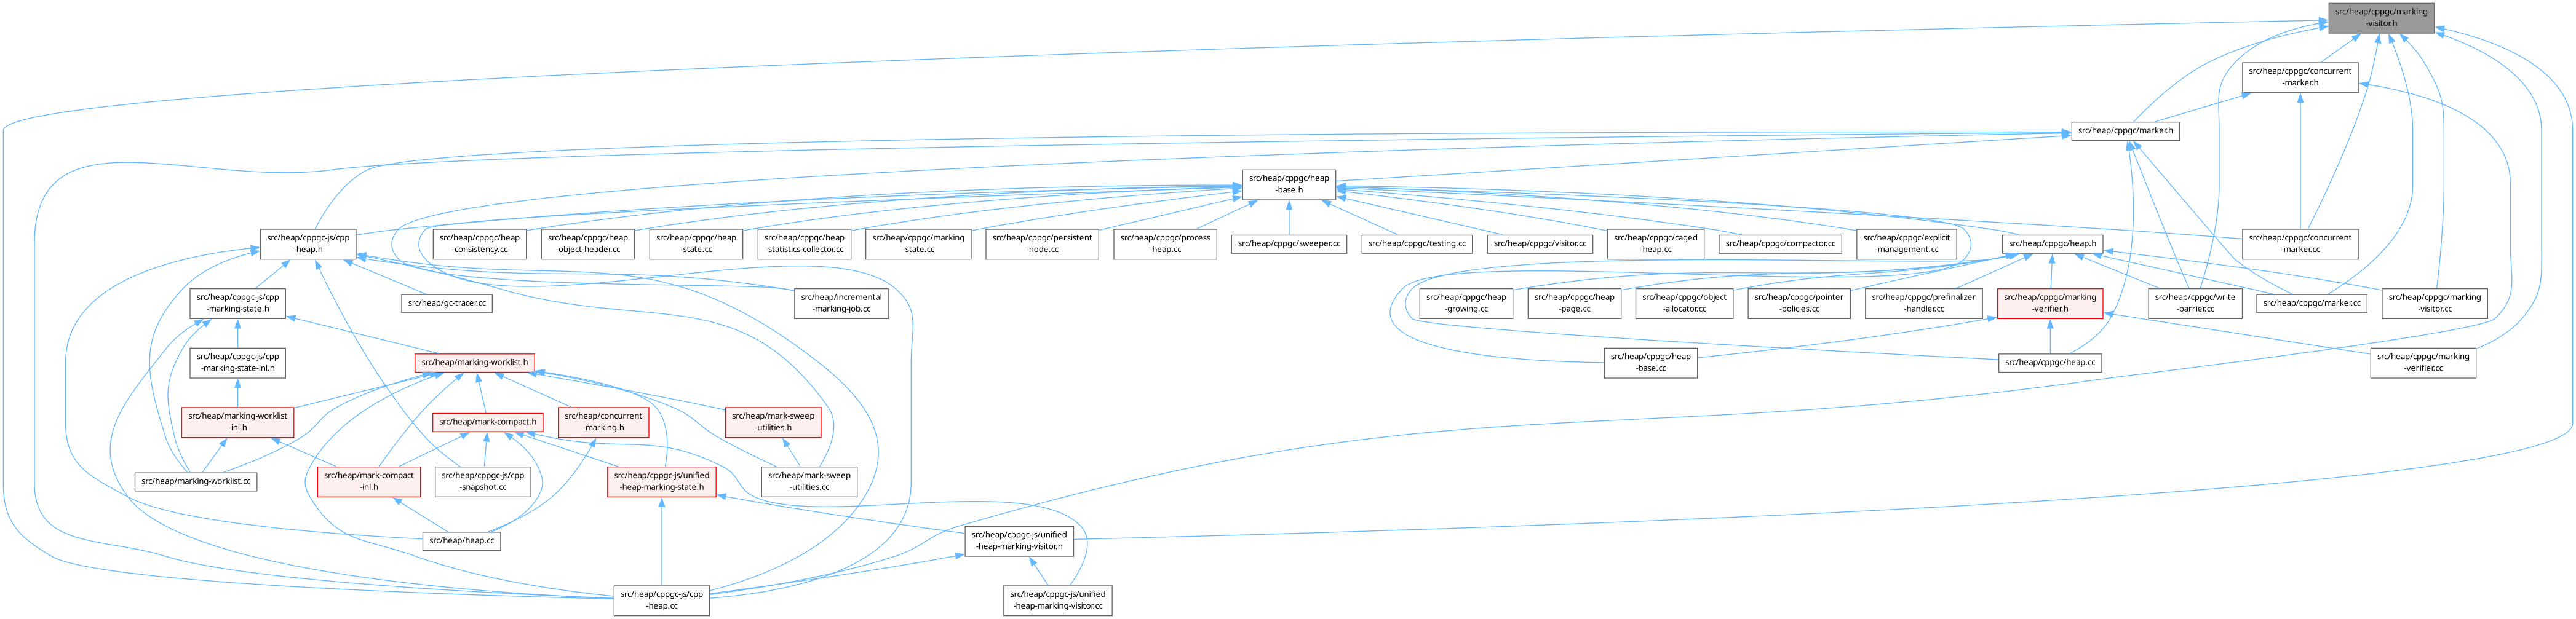 src/heap/cppgc/marking
-visitor.h
src/heap/cppgc/concurrent
-marker.h
src/heap/cppgc/marker.h
src/heap/cppgc/heap
-base.h
src/heap/cppgc-js/cpp
-heap.h
src/heap/cppgc/heap
-consistency.cc
src/heap/cppgc/heap
-object-header.cc
src/heap/cppgc/heap
-state.cc
src/heap/cppgc/heap
-statistics-collector.cc
src/heap/cppgc/marking
-state.cc
src/heap/cppgc/persistent
-node.cc
src/heap/cppgc/process
-heap.cc
src/heap/cppgc/sweeper.cc
src/heap/cppgc/testing.cc
src/heap/cppgc/visitor.cc
src/heap/cppgc/caged
-heap.cc
src/heap/cppgc/compactor.cc
src/heap/cppgc/explicit
-management.cc
src/heap/cppgc/heap.h
src/heap/cppgc/concurrent
-marker.cc
src/heap/cppgc-js/cpp
-marking-state.h
src/heap/gc-tracer.cc
src/heap/incremental
-marking-job.cc
src/heap/cppgc/heap
-growing.cc
src/heap/cppgc/heap
-page.cc
src/heap/cppgc/object
-allocator.cc
src/heap/cppgc/pointer
-policies.cc
src/heap/cppgc/prefinalizer
-handler.cc
src/heap/cppgc/marking
-verifier.h
src/heap/cppgc/write
-barrier.cc
src/heap/cppgc/marker.cc
src/heap/cppgc/marking
-visitor.cc
src/heap/cppgc-js/cpp
-marking-state-inl.h
src/heap/marking-worklist.h
src/heap/cppgc/heap
-base.cc
src/heap/cppgc/heap.cc
src/heap/cppgc/marking
-verifier.cc
src/heap/marking-worklist
-inl.h
src/heap/mark-compact.h
src/heap/concurrent
-marking.h
src/heap/mark-sweep
-utilities.h
src/heap/marking-worklist.cc
src/heap/mark-compact
-inl.h
src/heap/cppgc-js/cpp
-snapshot.cc
src/heap/cppgc-js/unified
-heap-marking-state.h
src/heap/mark-sweep
-utilities.cc
src/heap/heap.cc
src/heap/cppgc-js/unified
-heap-marking-visitor.h
src/heap/cppgc-js/cpp
-heap.cc
src/heap/cppgc-js/unified
-heap-marking-visitor.cc